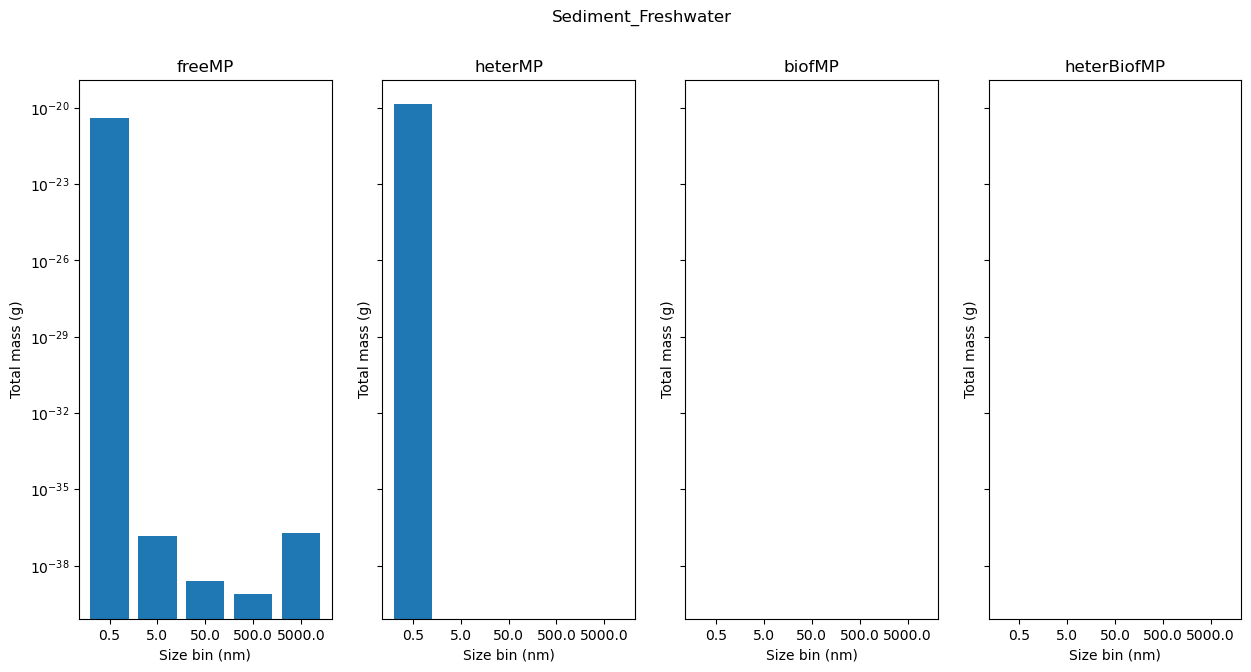 Sediment_Freshwater
freeMP
heterMP
biofMP
heterBiofMP
Total mass (g)
10⁻²⁰
10⁻²³
10⁻²⁶
10⁻²⁹
10⁻³²
10⁻³⁵
10⁻³⁸
Total mass (g)
Total mass (g)
Total mass (g)
0.5 5.0 50.0 500.0 5000.0
0.5 5.0 50.0 500.0 5000.0
0.5 5.0 50.0 500.0 5000.0
0.5 5.0 50.0 500.0 5000.0
Size bin (nm)
Size bin (nm)
Size bin (nm)
Size bin (nm)